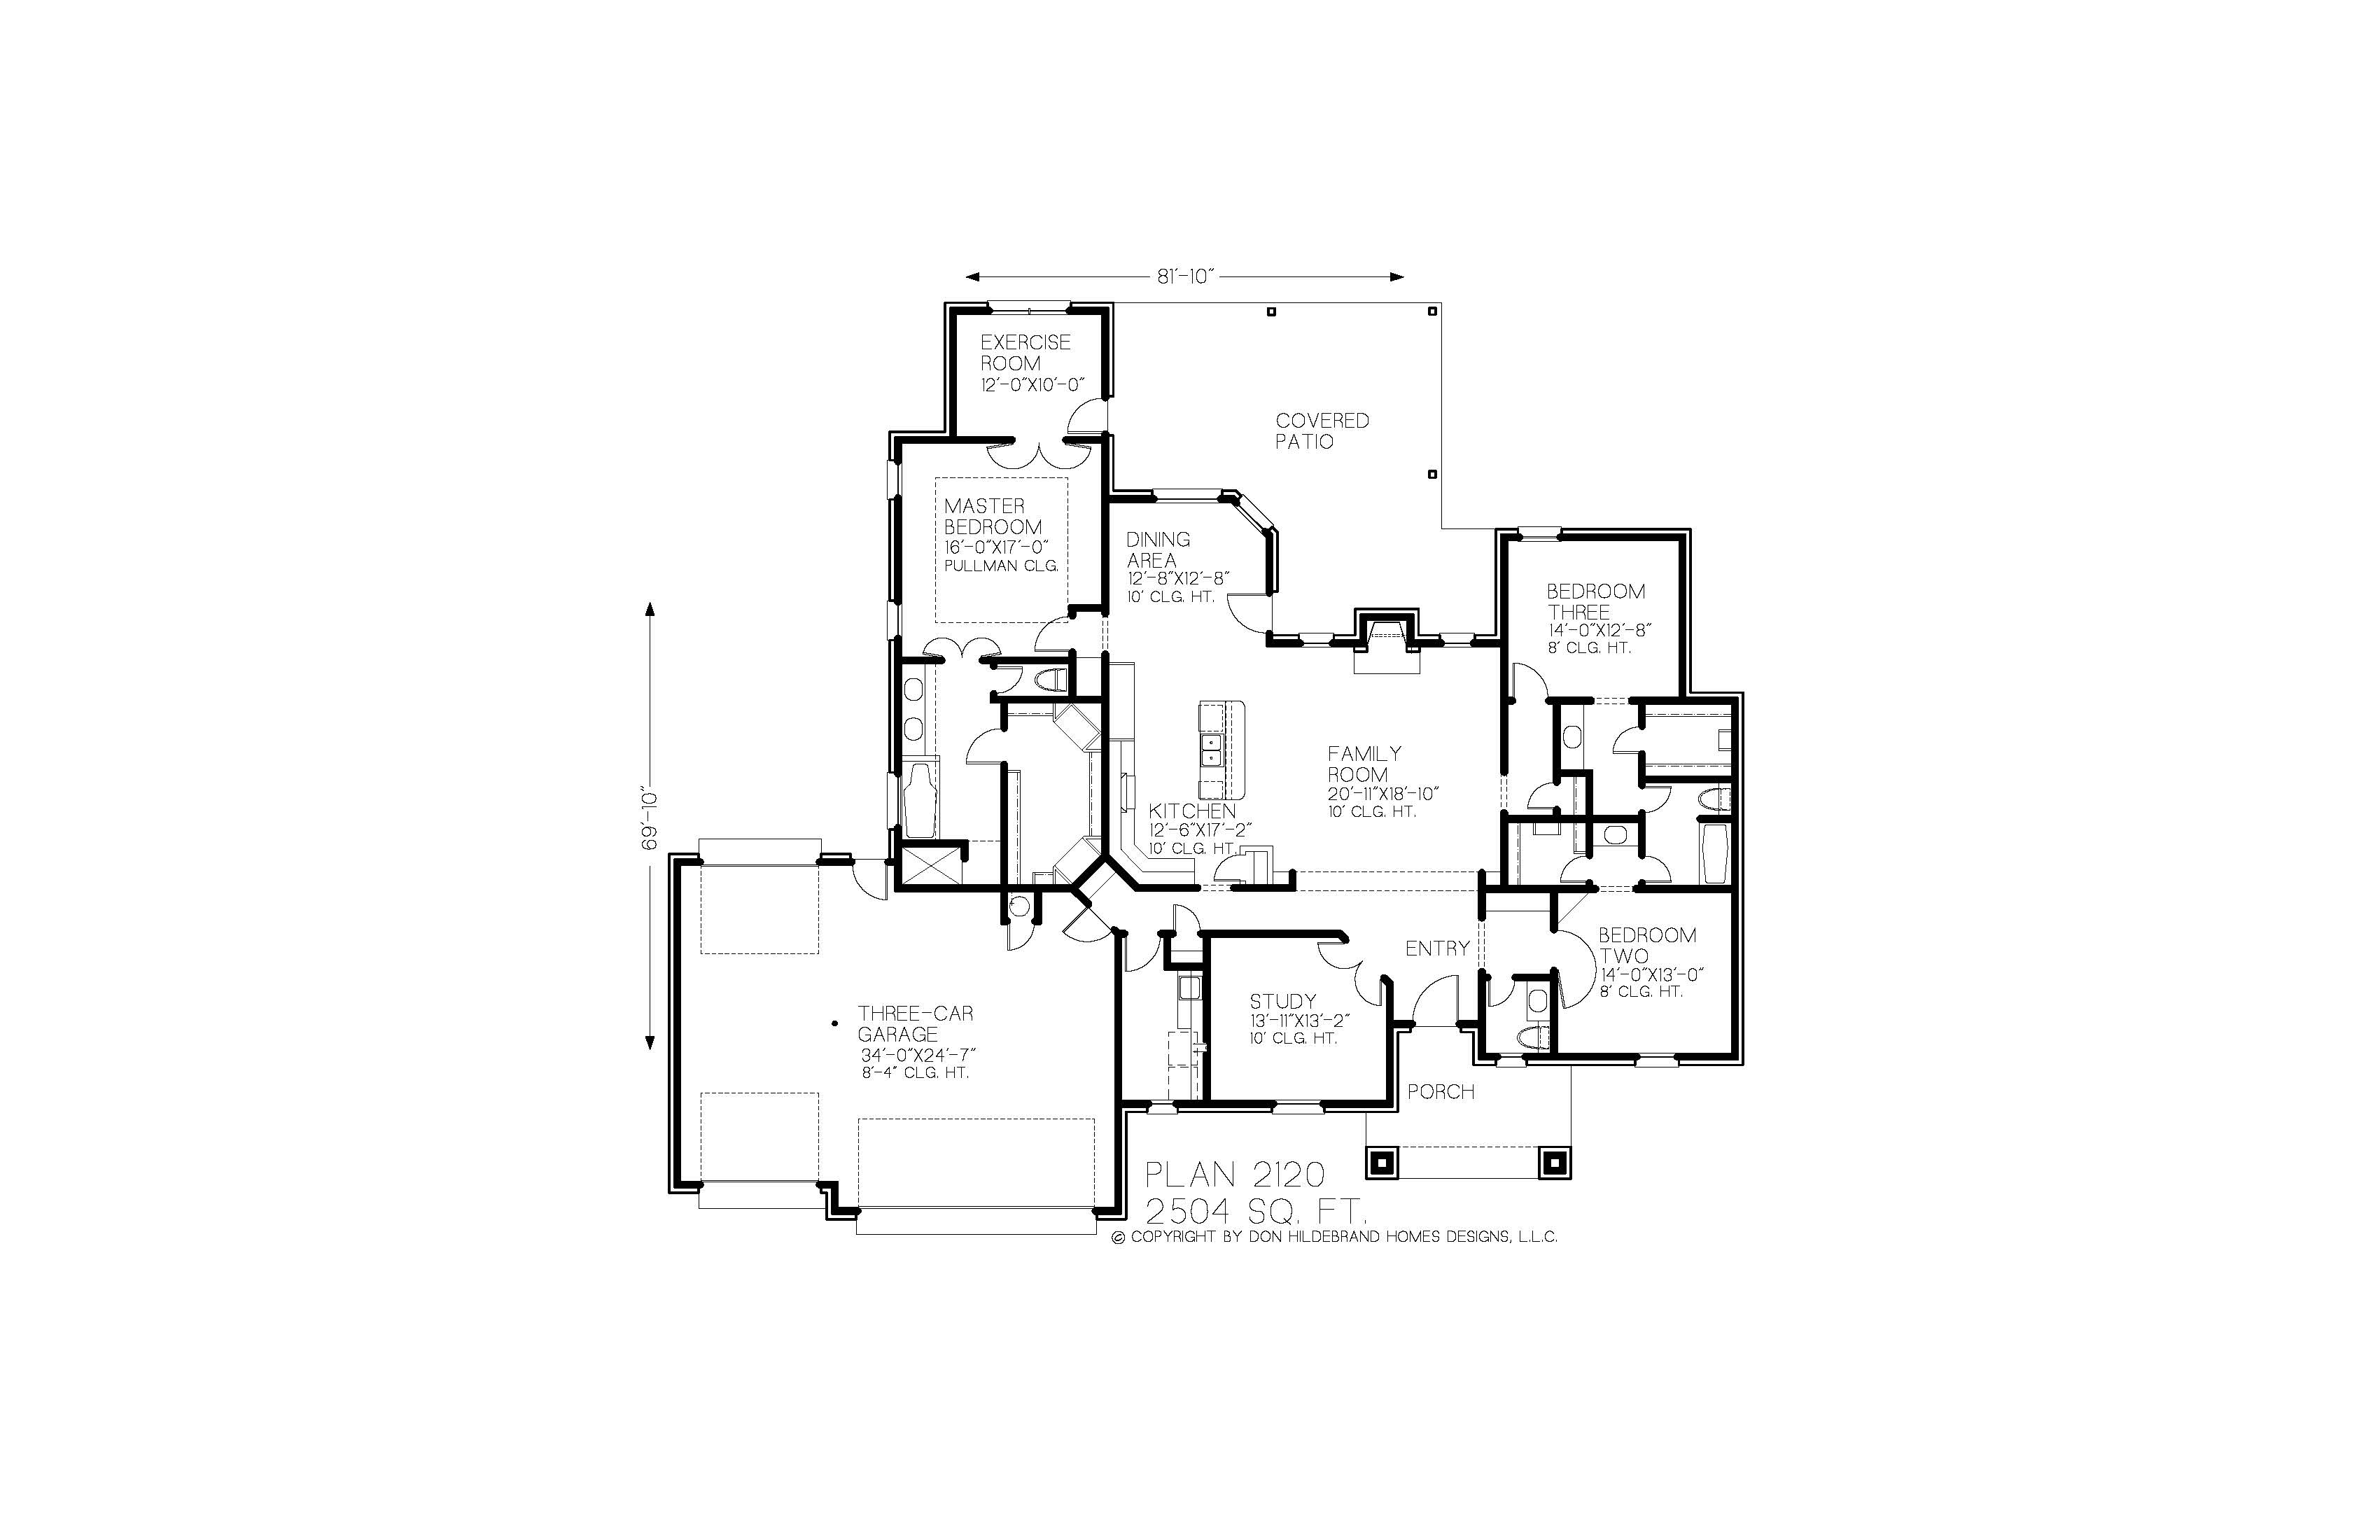 81'-10"
EXERCISE
ROOM
12'-0"X10'-0"
COVERED
PATIO
MASTER
BEDROOM
16'-0"X17'-0"
PULLMAN CLG.
DINING
AREA
12'-8"X12'-8"
10' CLG. HT.
BEDROOM
THREE
14'-0"X12'-8"
8' CLG. HT.
69'-10"
FAMILY
ROOM
20'-11"X18'-10"
10' CLG. HT.
KITCHEN
12'-6"X17'-2"
10' CLG. HT.
ENTRY
BEDROOM
TWO
14'-0"X13'-0"
8' CLG. HT.
STUDY
13'-11"X13'-2"
10' CLG. HT.
THREE-CAR
GARAGE
34'-0"X24'-7"
8'-4" CLG. HT.
PORCH
PLAN 2120
2504 SQ. FT.
© COPYRIGHT BY DON HILDEBRAND HOMES DESIGNS, L.L.C.